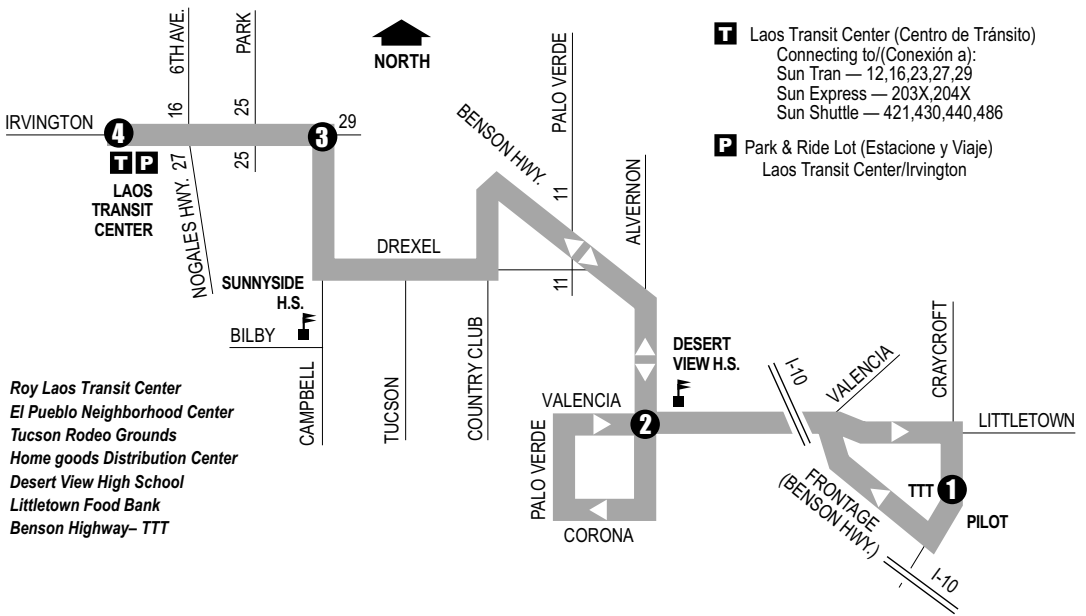 6TH AVE.
PARK
NORTH
PALO VERDE
T Laos Transit Center (Centro de Tránsito)
Connecting to/(Conexión a):
Sun Tran — 12,16,23,27,29
Sun Express — 203X,204X
Sun Shuttle — 421,430,440,486
P Park & Ride Lot (Estacione y Viaje)
Laos Transit Center/Irvington
16
25
IRVINGTON
4
3
29
BENSON HWY.
T P
27
25
LAOS
TRANSIT
CENTER
NOGALES HWY.
11
ALVERNON
DREXEL
11
SUNNYSIDE
H.S.
BILBY
CAMPBELL
TUCSON
COUNTRY CLUB
DESERT
VIEW H.S.
I-10
VALENCIA
CRAYCROFT
Roy Laos Transit Center
El Pueblo Neighborhood Center
Tucson Rodeo Grounds
Home goods Distribution Center
Desert View High School
Littletown Food Bank
Benson Highway– TTT
VALENCIA
2
LITTLETOWN
PALO VERDE
CORONA
FRONTAGE
(BENSON HWY.)
TTT
1
PILOT
I-10